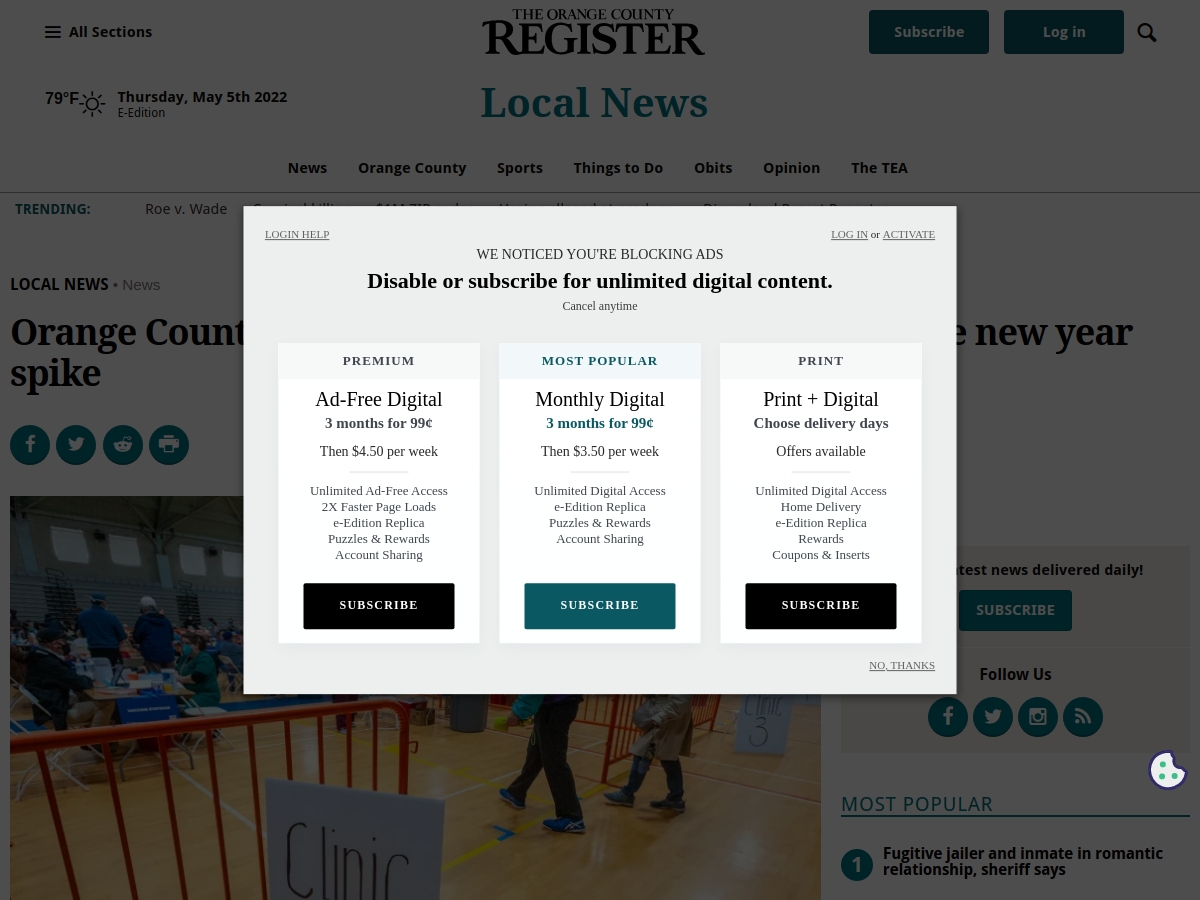 All Sections
THE ORANGE COUNTY
REGISTER
Subscribe
Log in
79°F
Thursday, May 5th 2022
E-Edition
Local News
News
Orange County
Sports
Things to Do
Obits
Opinion
The TEA
TRENDING:
Roe v. Wade
LOGIN HELP
LOG IN or ACTIVATE
WE NOTICED YOU'RE BLOCKING ADS
Disable or subscribe for unlimited digital content.
Cancel anytime
PREMIUM
Ad-Free Digital
3 months for 99¢
Then $4.50 per week
Unlimited Ad-Free Access
2X Faster Page Loads
e-Edition Replica
Puzzles & Rewards
Account Sharing
SUBSCRIBE
MOST POPULAR
Monthly Digital
3 months for 99¢
Then $3.50 per week
Unlimited Digital Access
e-Edition Replica
Puzzles & Rewards
Account Sharing
SUBSCRIBE
PRINT
Print + Digital
Choose delivery days
Offers available
Unlimited Digital Access
Home Delivery
e-Edition Replica
Rewards
Coupons & Inserts
SUBSCRIBE
NO, THANKS
LOCAL NEWS • News
Orange new year
spike
news delivered daily!
SUBSCRIBE
Follow Us
Clinic
3
Clinic
MOST POPULAR
1
Fugitive jailer and inmate in romantic
relationship, sheriff says